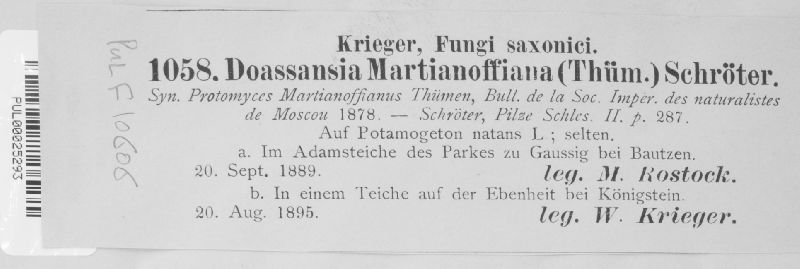 Krieger, Fungi saxonici.
1058. Doassansia Martianoffiana (Thüm.) Schröter.
Syn. Protomyces Martianoffianus Thümen, Bull. de la Soc. Impér. des naturalistes
de Moscou 1878. — Schröter, Pilze Schles. II. p. 287.
Auf Potamogeton natans L.; selten.
a. Im Adamsteiche des Parkes zu Gaussig bei Bautzen.
20. Sept. 1889. leg. M. Rostock.
b. In einem Teiche auf der Ebenheit bei Königstein.
20. Aug. 1895. leg. W. Krieger.
PUL F 10606
PUL00025293